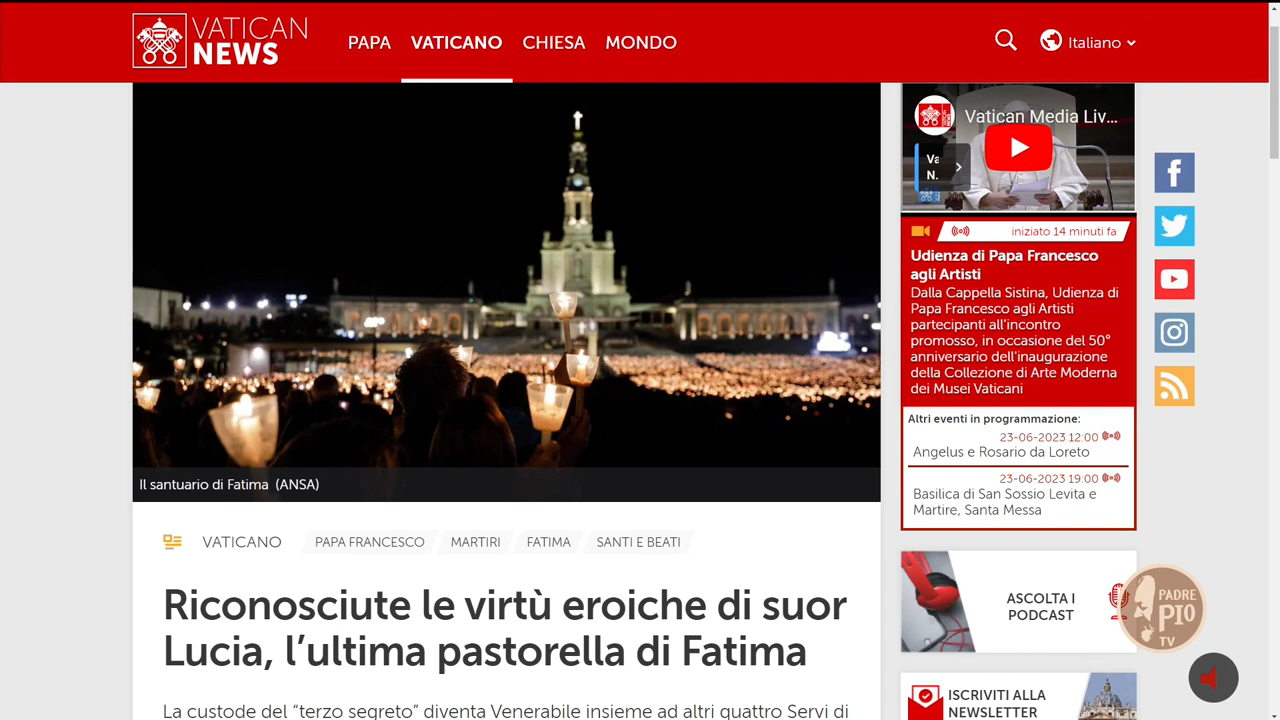 VATICAN
NEWS
PAPA VATICANO CHIESA MONDO
Italiano
Il santuario di Fatima (ANSA)
VATICANO PAPA FRANCESCO MARTIRI FATIMA SANTI E BEATI
Riconosciute le virtù eroiche di suor
Lucia, l’ultima pastorella di Fatima
La custode del “terzo segreto” diventa Venerabile insieme ad altri quattro Servi di
Vatican Media Liv...
Va
N.
iniziato 14 minuti fa
Udienza di Papa Francesco
agli Artisti
Dalla Cappella Sistina, Udienza di
Papa Francesco agli Artisti
partecipanti all'incontro
promosso, in occasione del 50°
anniversario dell'inaugurazione
della Collezione di Arte Moderna
dei Musei Vaticani
Altri eventi in programmazione:
23-06-2023 12:00
Angelus e Rosario da Loreto
23-06-2023 19:00
Basilica di San Sossio Levita e
Martire, Santa Messa
ASCOLTA I
PODCAST
PADRE
PIO
TV
ISCRIVITI ALLA
NEWSLETTER